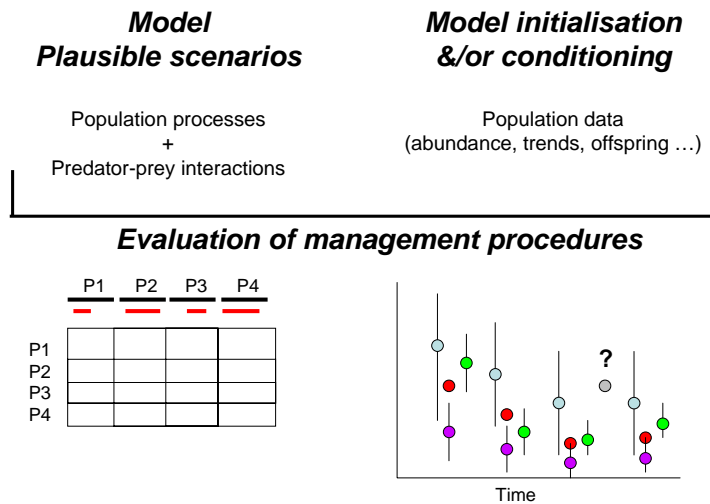 Model
Plausible scenarios
Population processes
+
Predator-prey interactions
Model initialisation
&/or conditioning
Population data
(abundance, trends, offspring …)
Evaluation of management procedures
P1 P2 P3 P4
P1
P2
P3
P4
?
Time